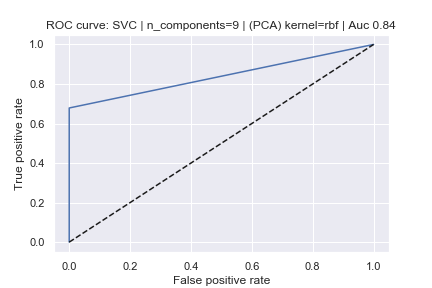 ROC curve: SVC | n_components=9 | (PCA) kernel=rbf | Auc 0.84
1.0
0.8
0.6
0.4
0.2
0.0
True positive rate
0.0 0.2 0.4 0.6 0.8 1.0
False positive rate